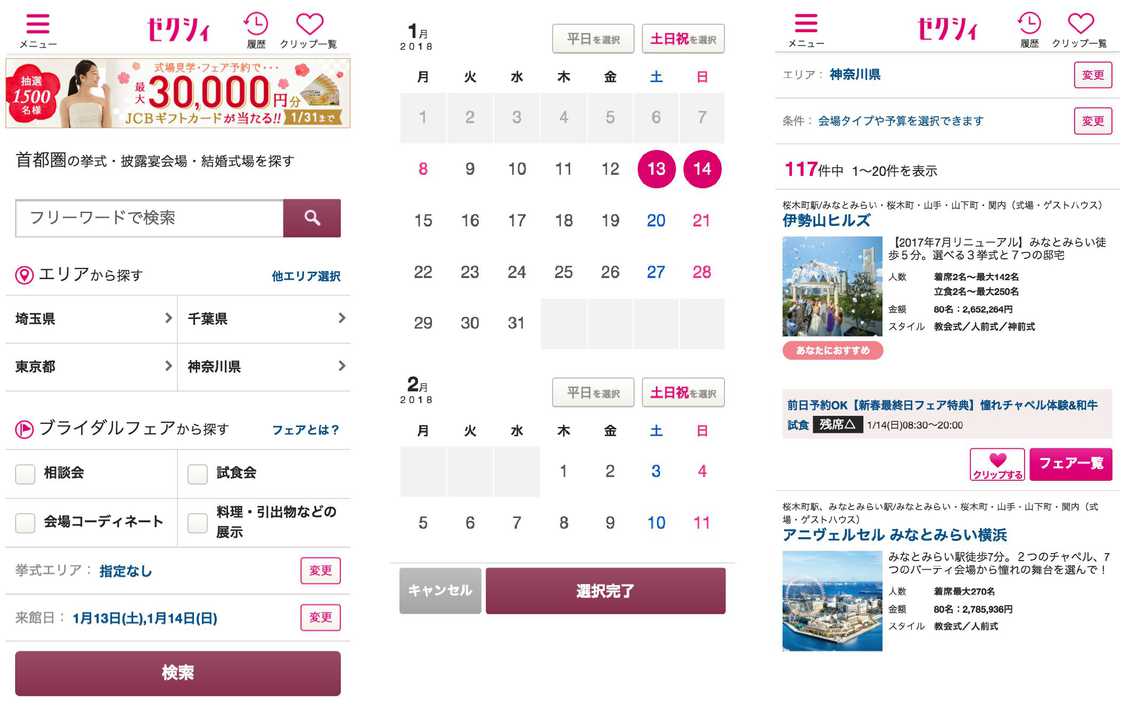 メニュー
ゼクシィ
履歴
クリップ一覧
抽選
1500
名様
式場見学・フェア予約で・・・
最大30,000円分
JCBギフトカードが当たる!! 1/31まで
首都圏の挙式・披露宴会場・結婚式場を探す
フリーワードで検索
エリアから探す
他エリア選択
埼玉県
千葉県
東京都
神奈川県
ブライダルフェアから探す
フェアとは?
相談会
試食会
会場コーディネート
料理・引出物などの
展示
挙式エリア： 指定なし
変更
来館日： 1月13日(土),1月14日(日)
変更
検索
1月
2018
平日を選択
土日祝を選択
月 火 水 木 金 土 日
1 2 3 4 5 6 7
8 9 10 11 12 13 14
15 16 17 18 19 20 21
22 23 24 25 26 27 28
29 30 31
2月
2018
平日を選択
土日祝を選択
月 火 水 木 金 土 日
1 2 3 4
5 6 7 8 9 10 11
キャンセル
選択完了
メニュー
ゼクシィ
履歴
クリップ一覧
エリア： 神奈川県
変更
条件： 会場タイプや予算を選択できます
変更
117件中 1〜20件を表示
桜木町駅/みなとみらい・桜木町・山手・山下町・関内（式場・ゲストハウス）
伊勢山ヒルズ
【2017年7月リニューアル】みなとみらい徒
歩５分。選べる３挙式と７つの邸宅
人数 着席2名〜最大142名
立食2名〜最大250名
金額 80名：2,652,264円
スタイル 教会式／人前式／神前式
あなたにおすすめ
前日予約OK【新春最終日フェア特典】憧れチャペル体験&和牛
試食 残席△ 1/14(日)08:30〜20:00
クリップする
フェア一覧
桜木町駅、みなとみらい駅/みなとみらい・桜木町・山手・山下町・関内（式
場・ゲストハウス）
アニヴェルセル みなとみらい横浜
みなとみらい駅徒歩7分。２つのチャペル、7
つのパーティ会場から憧れの舞台を選んで！
人数 着席最大270名
金額 80名：2,785,936円
スタイル 教会式／人前式